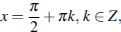 x = π/2 + πk, k ∈ Z,